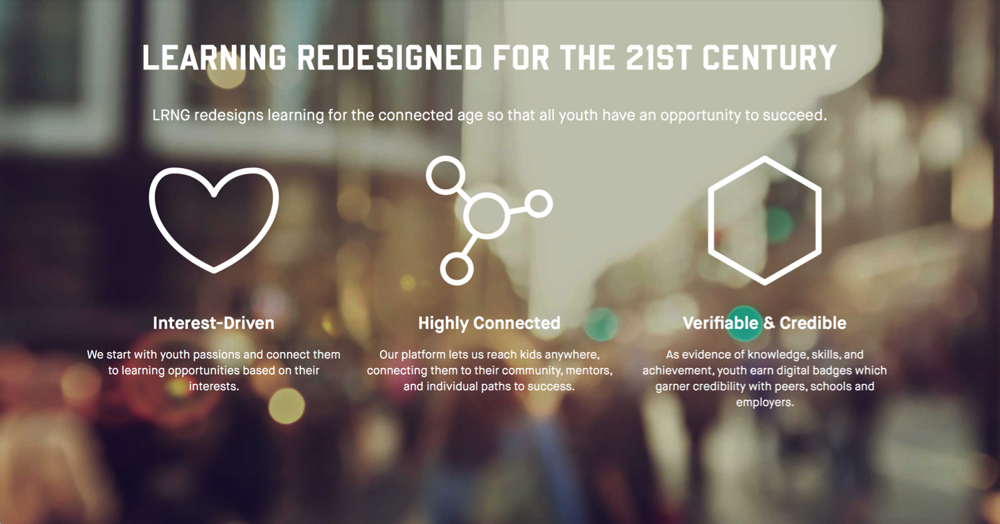 LEARNING REDESIGNED FOR THE 21ST CENTURY
LRNG redesigns learning for the connected age so that all youth have an opportunity to succeed.
Interest-Driven
We start with youth passions and connect them
to learning opportunities based on their
interests.
Highly Connected
Our platform lets us reach kids anywhere,
connecting them to their community, mentors,
and individual paths to success.
Verifiable & Credible
As evidence of knowledge, skills, and
achievement, youth earn digital badges which
garner credibility with peers, schools and
employers.